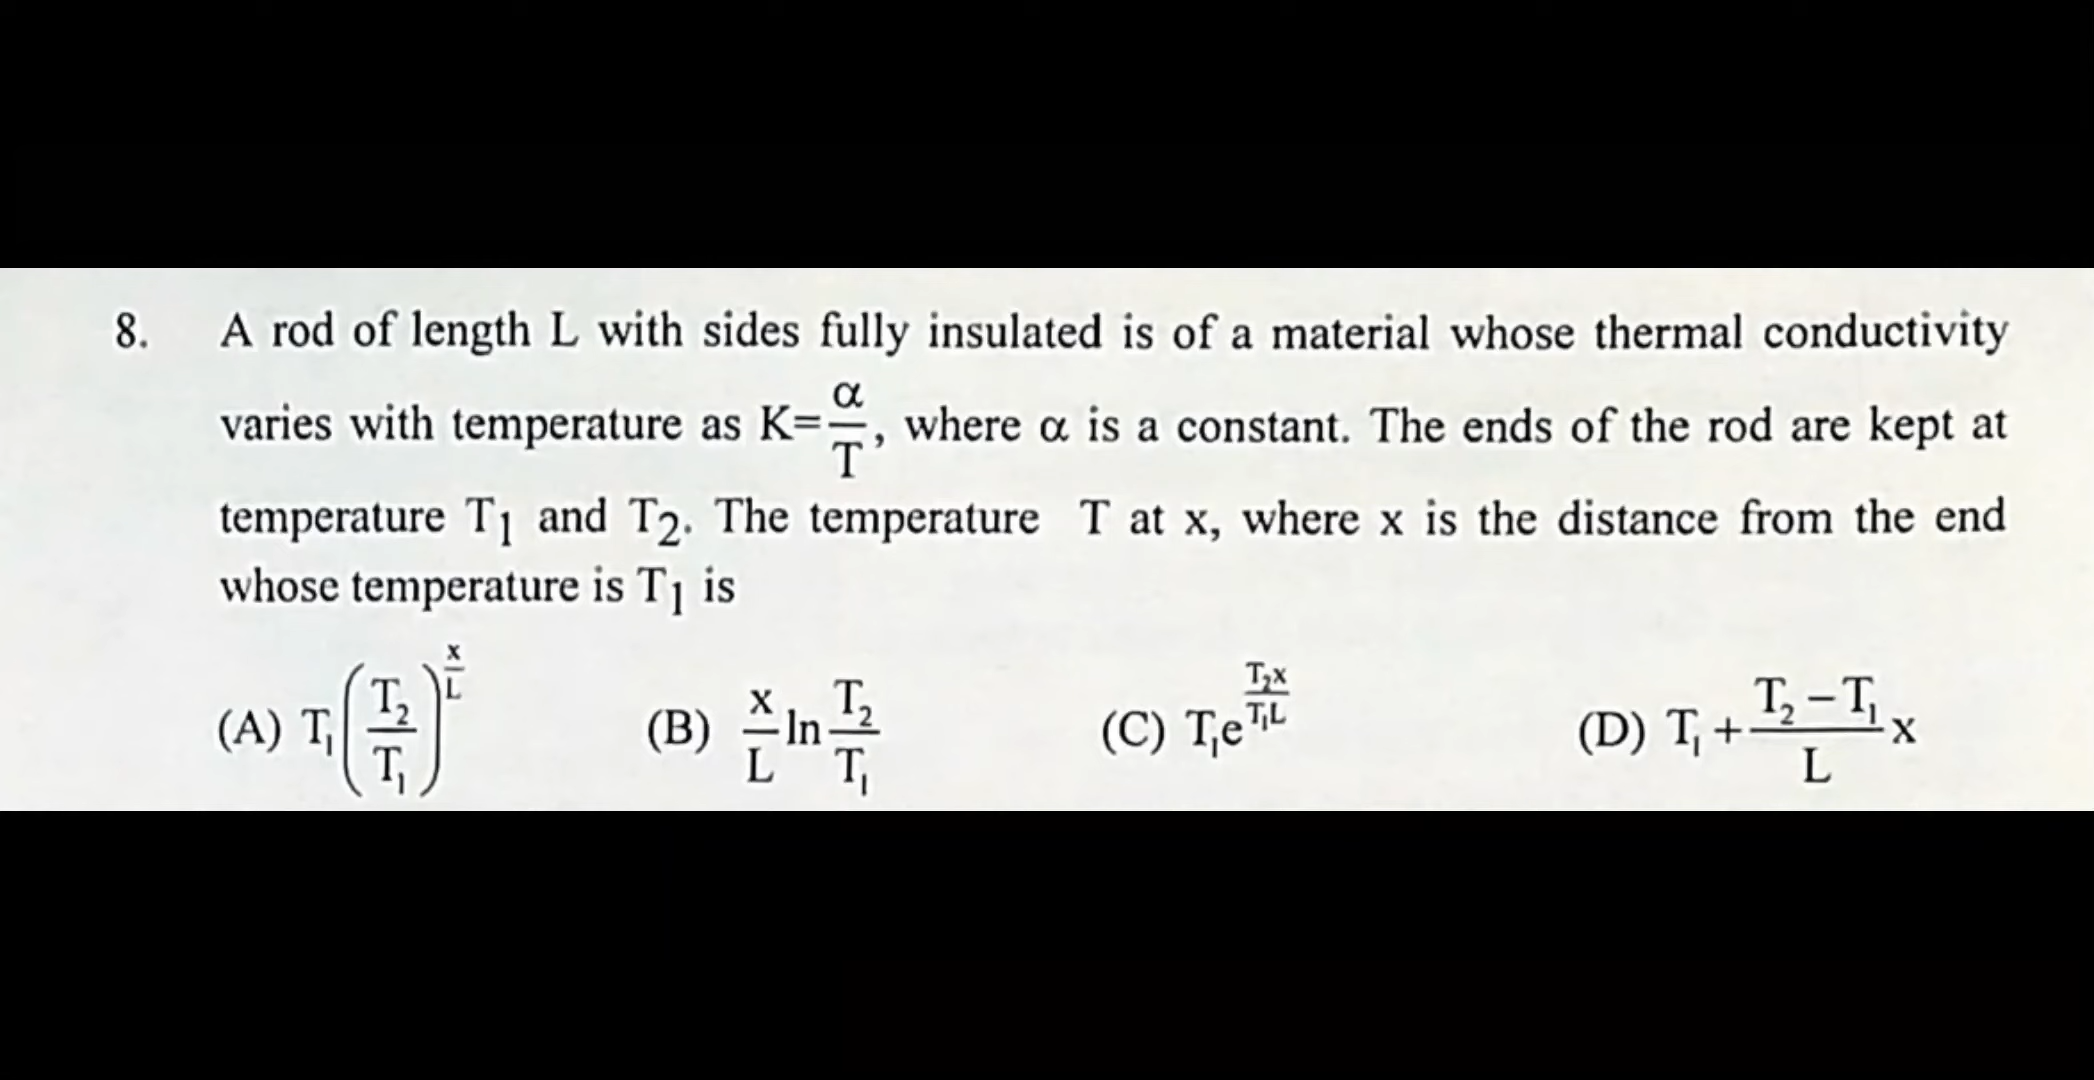 8. A rod of length L with sides fully insulated is of a material whose thermal conductivity
varies with temperature as K=α/T, where α is a constant. The ends of the rod are kept at
temperature T₁ and T₂. The temperature T at x, where x is the distance from the end
whose temperature is T₁ is
(A) T₁(T₂/T₁)^(x/L) (B) x/L ln T₂/T₁ (C) T₁e^(T₂x/T₁L) (D) T₁ + (T₂ − T₁)/L x